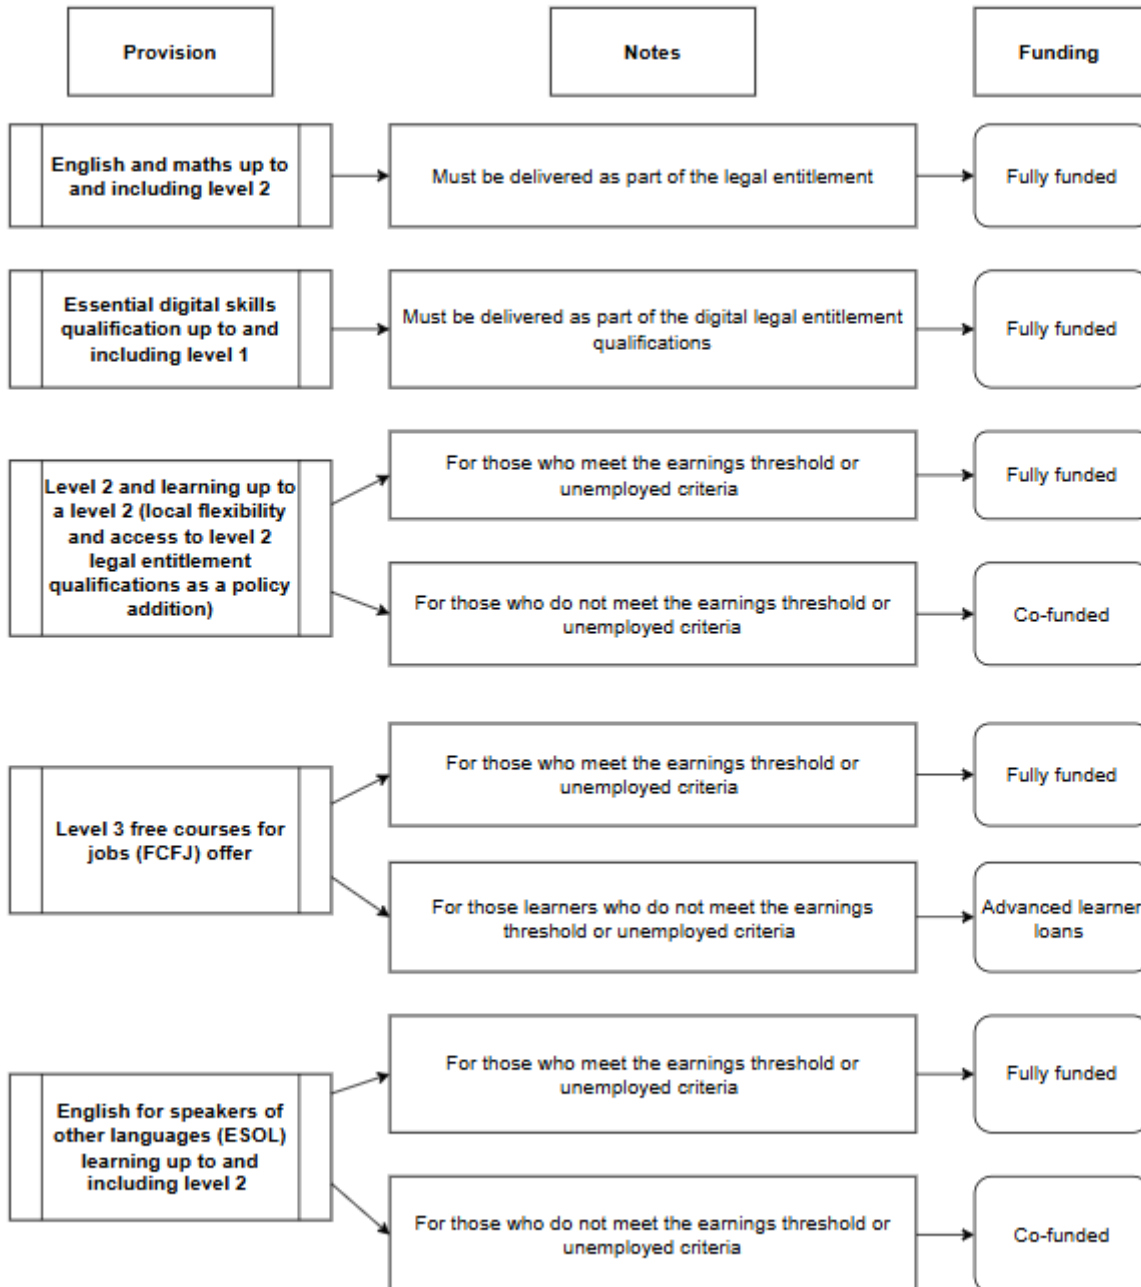 Provision
Notes
Funding
English and maths up to
and including level 2
Must be delivered as part of the legal entitlement
Fully funded
Essential digital skills
qualification up to and
including level 1
Must be delivered as part of the digital legal entitlement
qualifications
Fully funded
Level 2 and learning up to
a level 2 (local flexibility
and access to level 2
legal entitlement
qualifications as a policy
addition)
For those who meet the earnings threshold or
unemployed criteria
Fully funded
For those who do not meet the earnings threshold or
unemployed criteria
Co-funded
Level 3 free courses for
jobs (FCFJ) offer
For those who meet the earnings threshold or
unemployed criteria
Fully funded
For those learners who do not meet the earnings
threshold or unemployed criteria
Advanced learner
loans
English for speakers of
other languages (ESOL)
learning up to and
including level 2
For those who meet the earnings threshold or
unemployed criteria
Fully funded
For those who do not meet the earnings threshold or
unemployed criteria
Co-funded